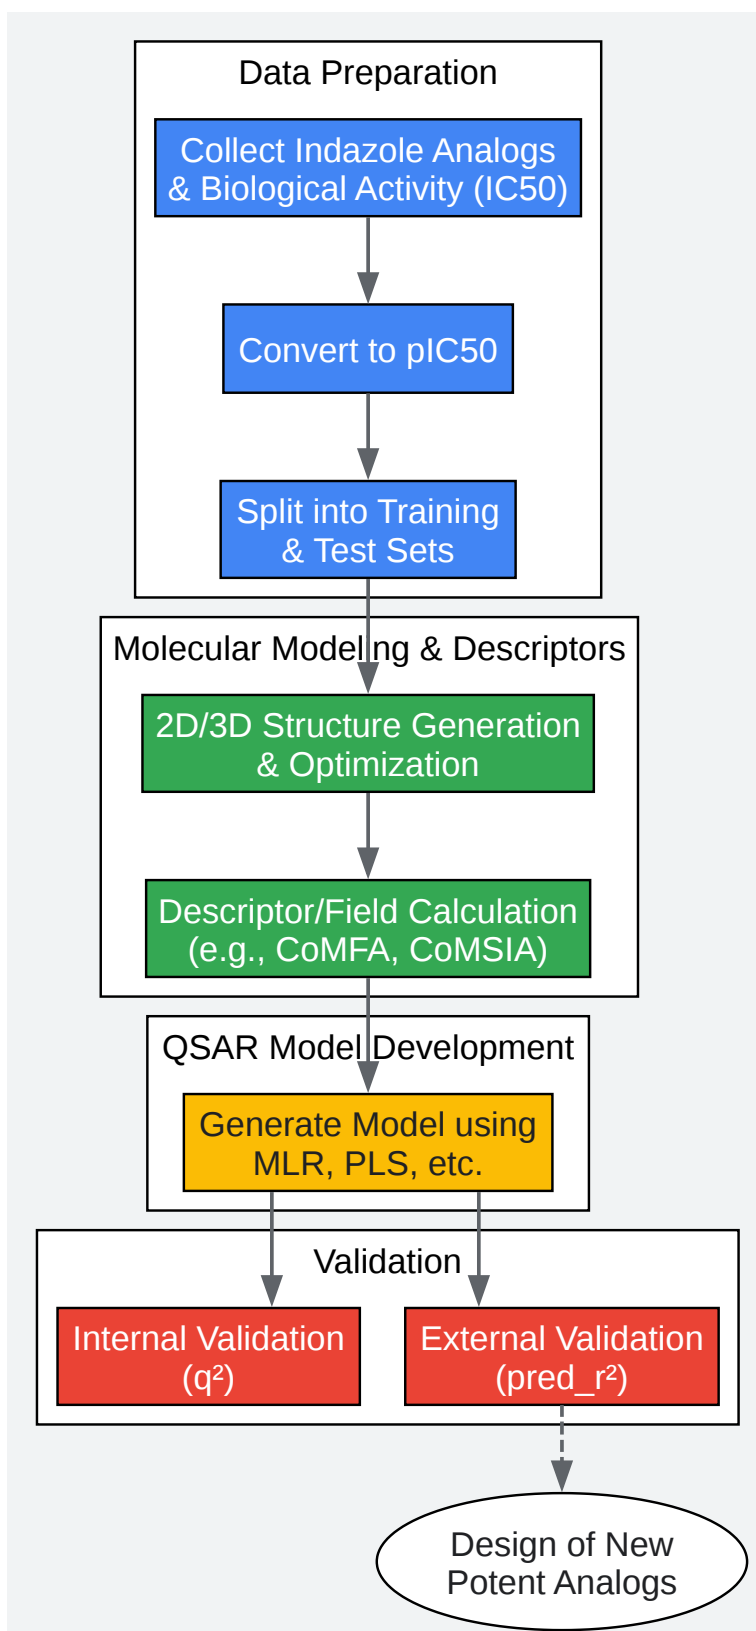 Data Preparation
Collect Indazole Analogs
& Biological Activity (IC50)
Convert to pIC50
Split into Training
& Test Sets
Molecular Modeling & Descriptors
2D/3D Structure Generation
& Optimization
Descriptor/Field Calculation
(e.g., CoMFA, CoMSIA)
QSAR Model Development
Generate Model using
MLR, PLS, etc.
Validation
Internal Validation
(q²)
External Validation
(pred_r²)
Design of New
Potent Analogs